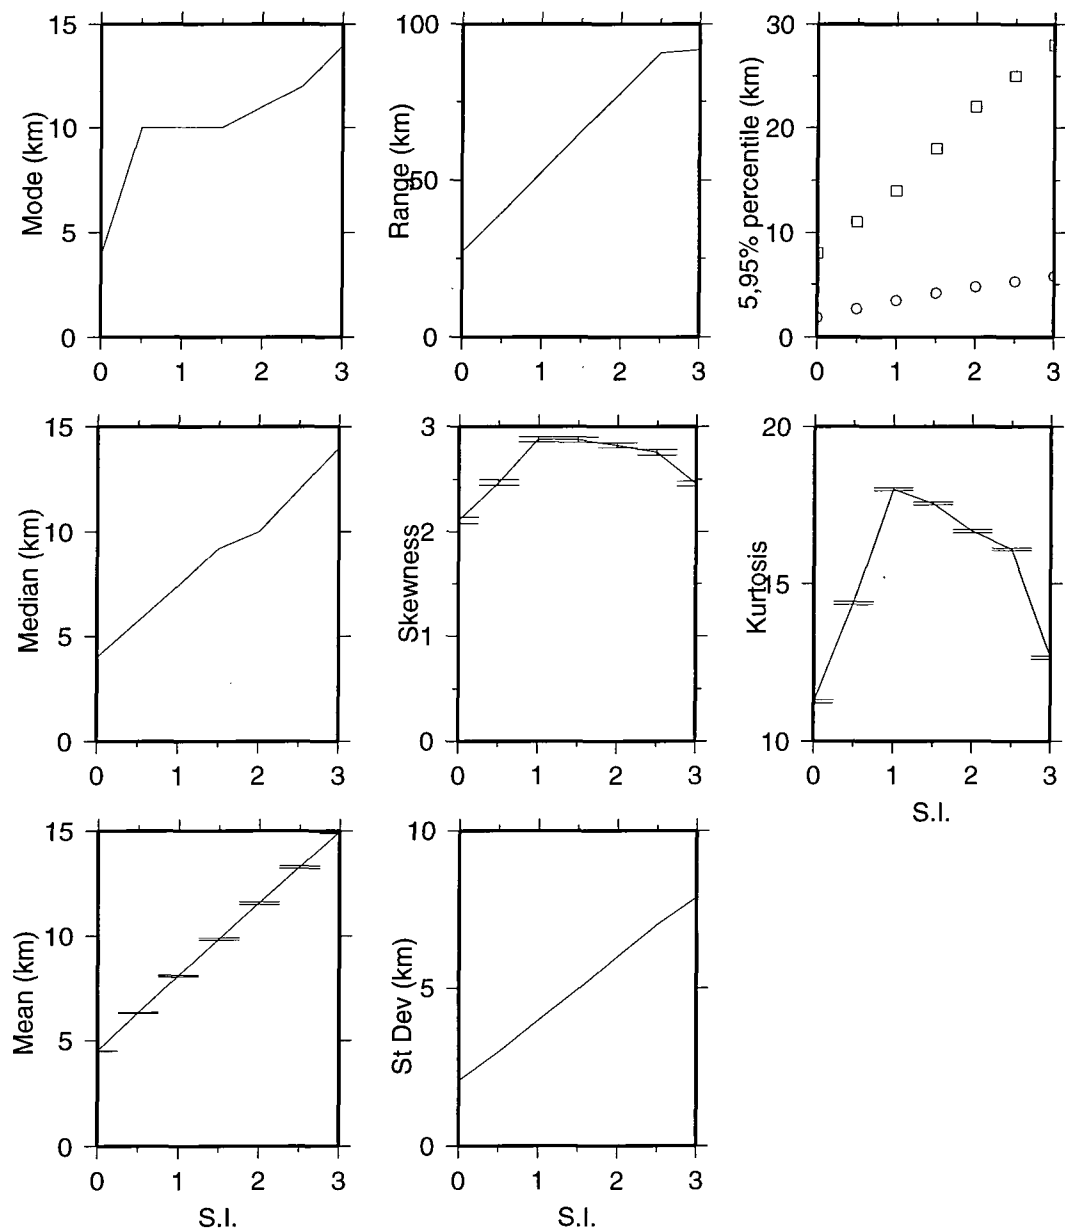 15
10
5
0
Mode (km)
0 1 2 3
100
50
0
Range (km)
0 1 2 3
30
20
10
0
5,95% percentile (km)
0 1 2 3
15
10
5
0
Median (km)
0 1 2 3
3
2
1
0
Skewness
0 1 2 3
20
15
10
Kurtosis
0 1 2 3
S.I.
15
10
5
0
Mean (km)
0 1 2 3
S.I.
10
5
0
St Dev (km)
0 1 2 3
S.I.